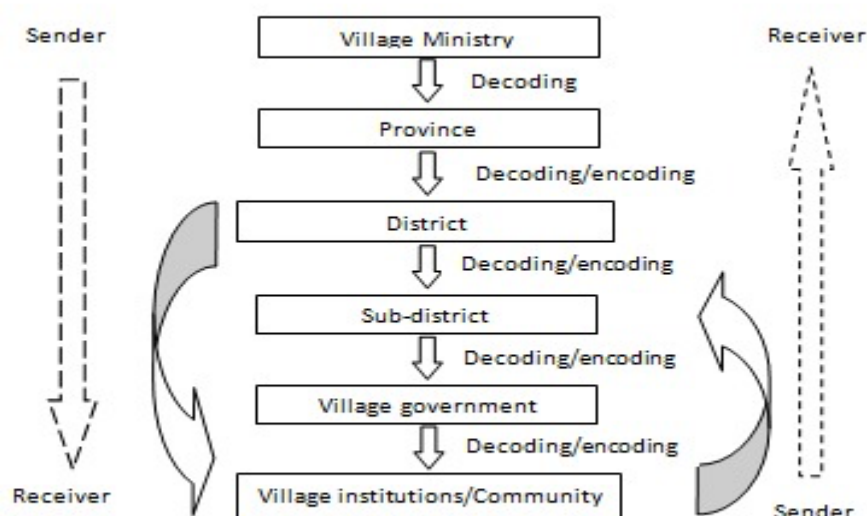 Sender
Village Ministry
Receiver
Decoding
Province
Decoding/encoding
District
Decoding/encoding
Sub-district
Decoding/encoding
Village government
Decoding/encoding
Receiver
Village institutions/Community
Sender